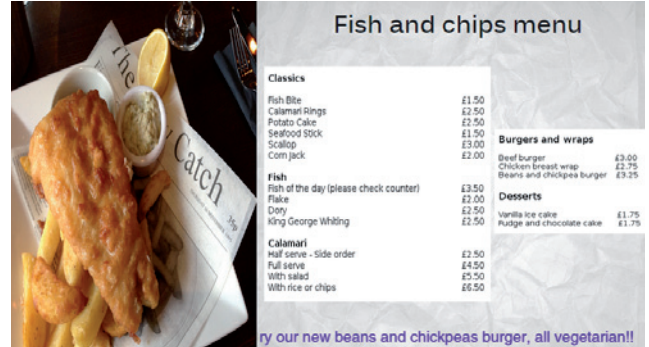 The
Catch
Fish and chips menu
Classics
Fish Bite £1.50
Calamari Rings £2.50
Potato Cake £2.50
Seafood Stick £1.50
Scallop £3.00
Corn Jack £2.00
Fish
Fish of the day (please check counter) £3.50
Flake £2.00
Dory £2.50
King George Whiting £2.50
Calamari
Half serve - Side order £2.50
Full serve £4.50
With salad £5.50
With rice or chips £6.50
Burgers and wraps
Beef burger £3.00
Chicken breast wrap £2.75
Beans and chickpea burger £3.25
Desserts
Vanilla ice cake £1.75
Fudge and chocolate cake £1.75
ry our new beans and chickpeas burger, all vegetarian!!